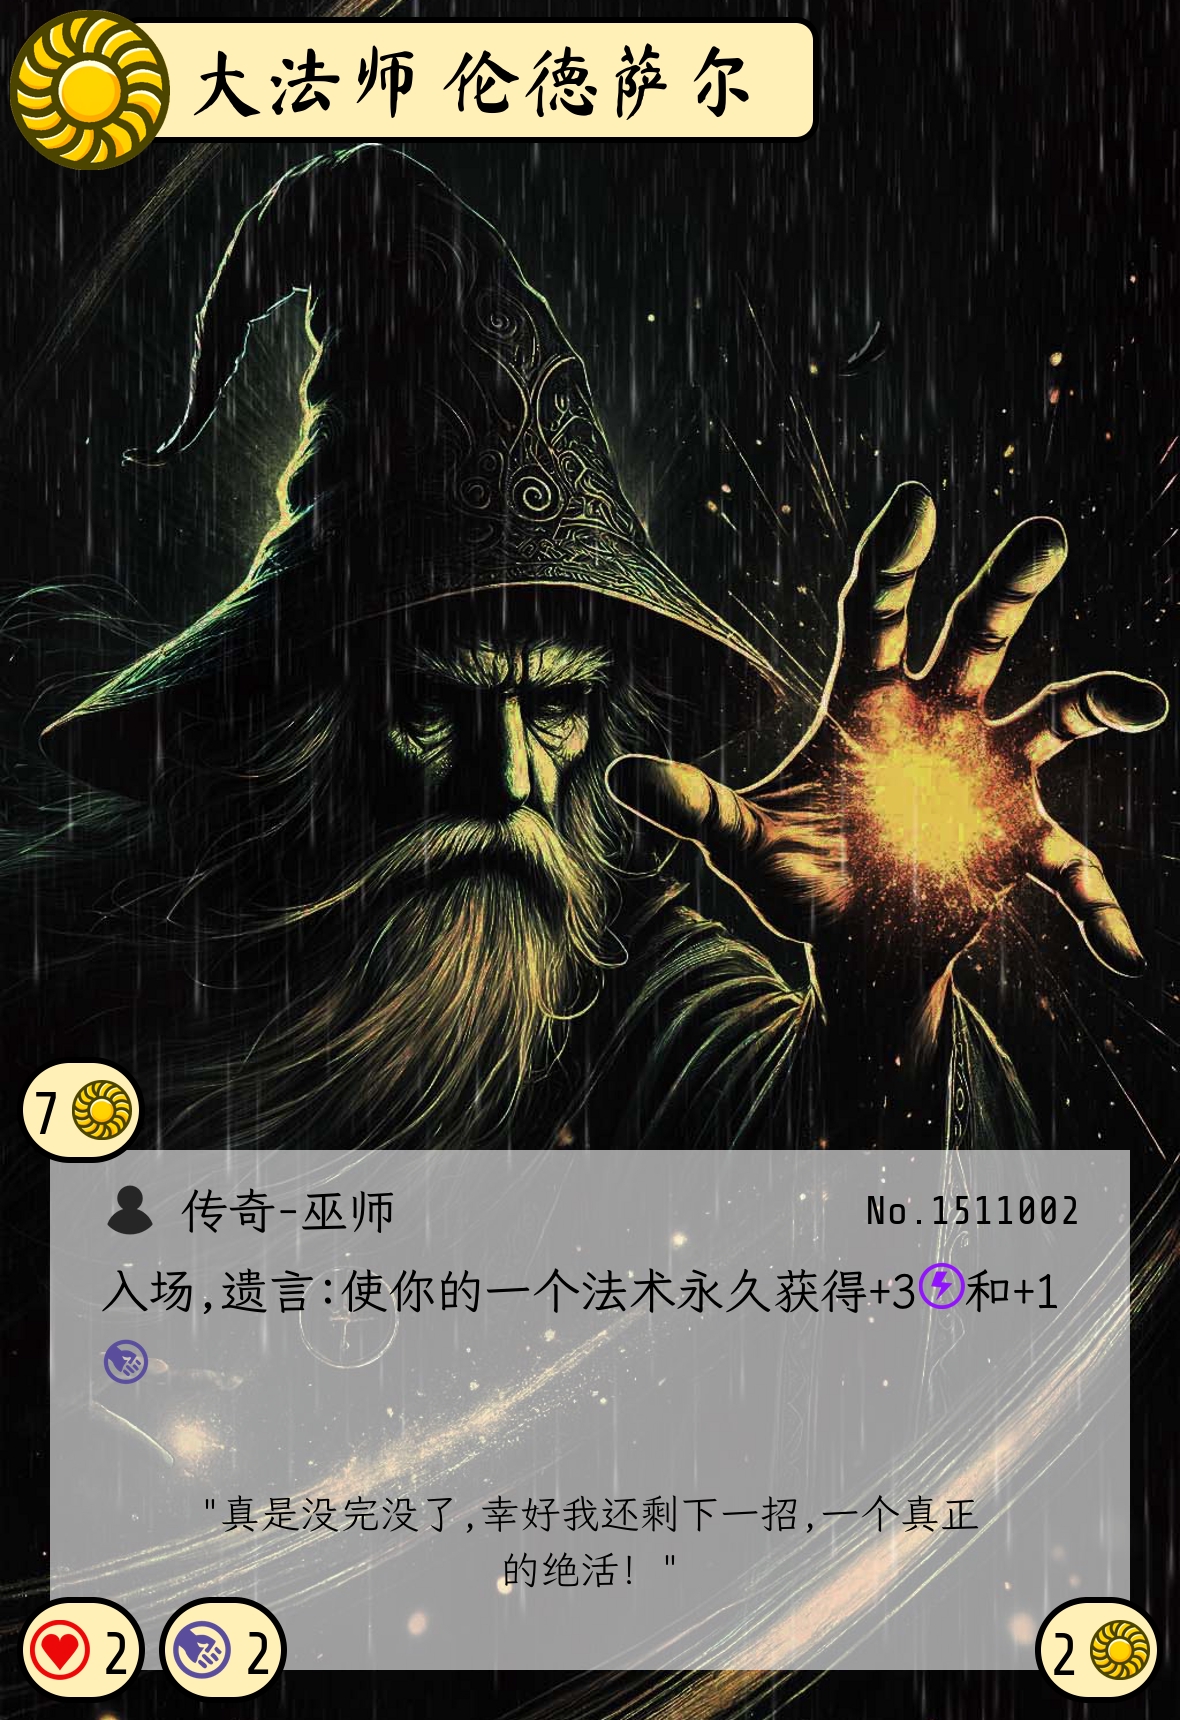 大法师 伦德萨尔
7
传奇-巫师
No.1511002
入场,遗言:使你的一个法术永久获得+3和+1
"真是没完没了,幸好我还剩下一招,一个真正
的绝活! "
2
2
2